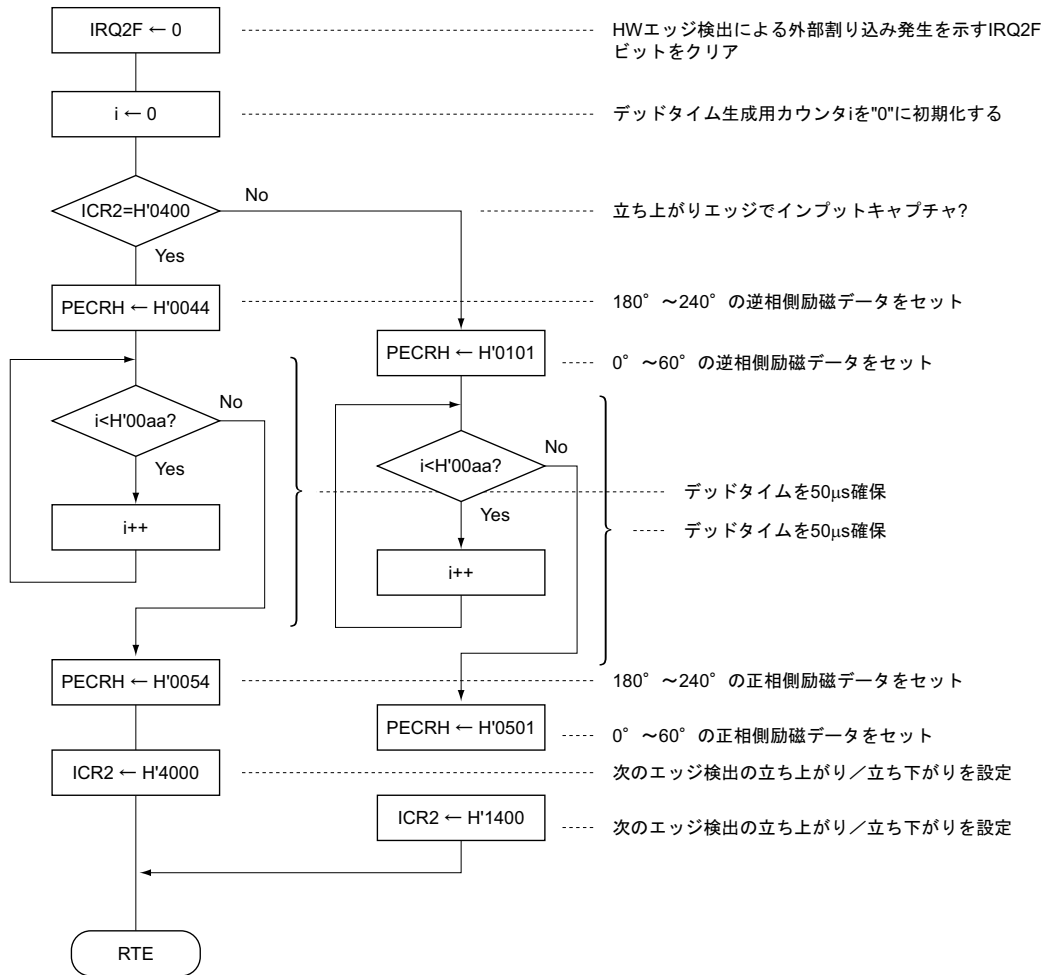 IRQ2F ← 0
HWエッジ検出による外部割り込み発生を示すIRQ2F
ビットをクリア
i ← 0
デッドタイム生成用カウンタiを"0"に初期化する
ICR2=H'0400
No
立ち上がりエッジでインプットキャプチャ?
Yes
PECRH ← H'0044
180°～240°の逆相側励磁データをセット
PECRH ← H'0101
0°～60°の逆相側励磁データをセット
i<H'00aa?
No
Yes
i++
i<H'00aa?
No
Yes
i++
デッドタイムを50μs確保
デッドタイムを50μs確保
PECRH ← H'0054
180°～240°の正相側励磁データをセット
PECRH ← H'0501
0°～60°の正相側励磁データをセット
ICR2 ← H'4000
次のエッジ検出の立ち上がり／立ち下がりを設定
ICR2 ← H'1400
次のエッジ検出の立ち上がり／立ち下がりを設定
RTE